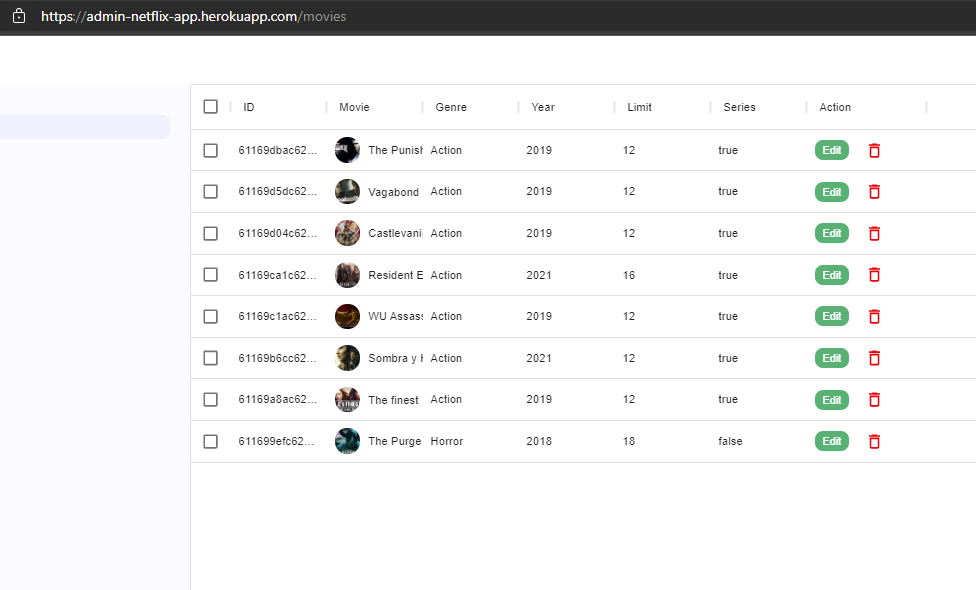 https://admin-netflix-app.herokuapp.com/movies
ID Movie Genre Year Limit Series Action
61169dbac62... The Punish Action 2019 12 true Edit
61169d5dc62... Vagabond Action 2019 12 true Edit
61169d04c62... Castlevani Action 2019 12 true Edit
61169ca1c62... Resident E Action 2021 16 true Edit
61169c1ac62... WU Assass Action 2019 12 true Edit
61169b6cc62... Sombra y H Action 2021 12 true Edit
61169a8ac62... The finest Action 2019 12 true Edit
611699efc62... The Purge Horror 2018 18 false Edit